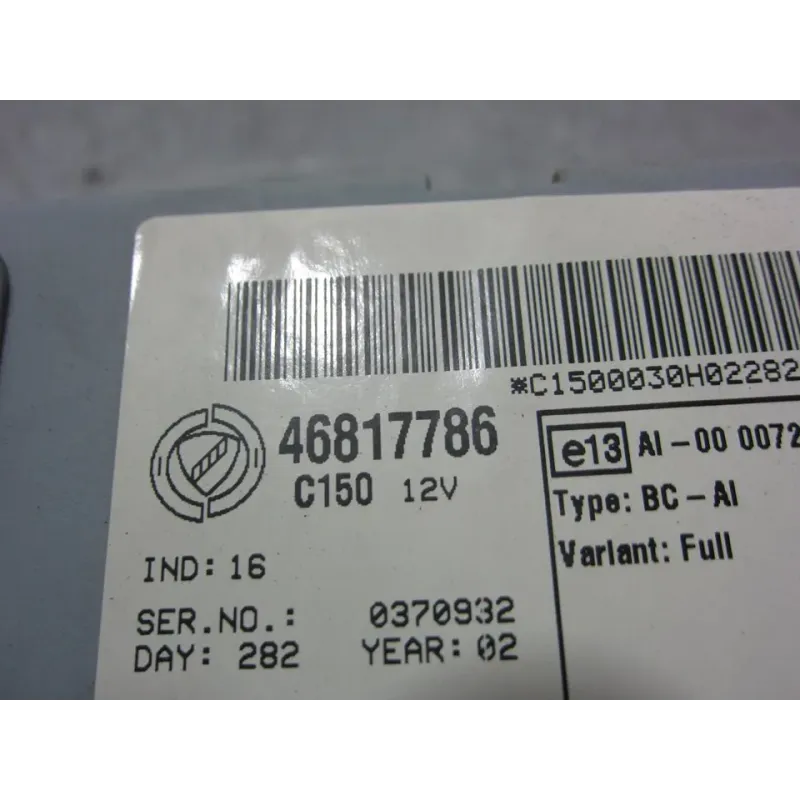 *C1500030H02282
46817786
C150 12V
e13 AI-00 0072
Type: BC-AI
Variant: Full
IND: 16
SER.NO.: 0370932
DAY: 282 YEAR: 02